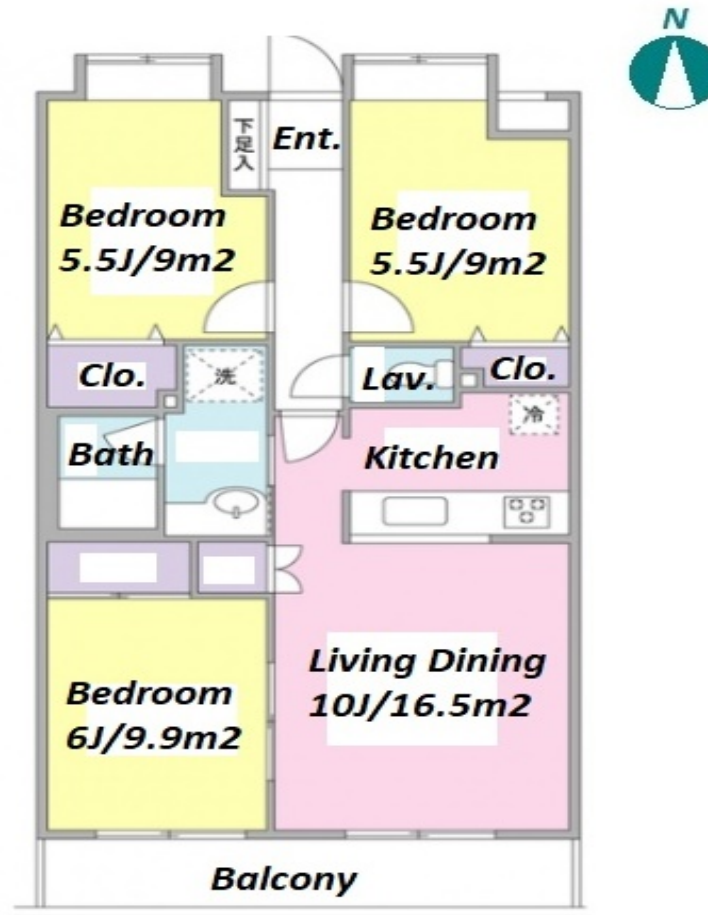 N
下足入
Ent.
Bedroom
5.5J/9m2
Bedroom
5.5J/9m2
Clo.
洗
Lav.
Clo.
冷
Bath
Kitchen
Living Dining
10J/16.5m2
Bedroom
6J/9.9m2
Balcony